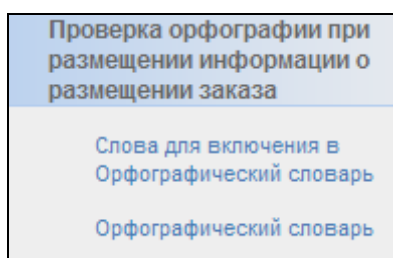 Проверка орфографии при
размещении информации о
размещении заказа
Слова для включения в
Орфографический словарь
Орфографический словарь